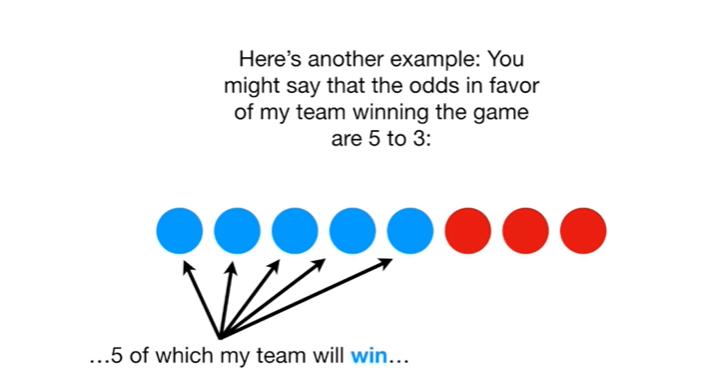 Here's another example: You
might say that the odds in favor
of my team winning the game
are 5 to 3:
…5 of which my team will win…